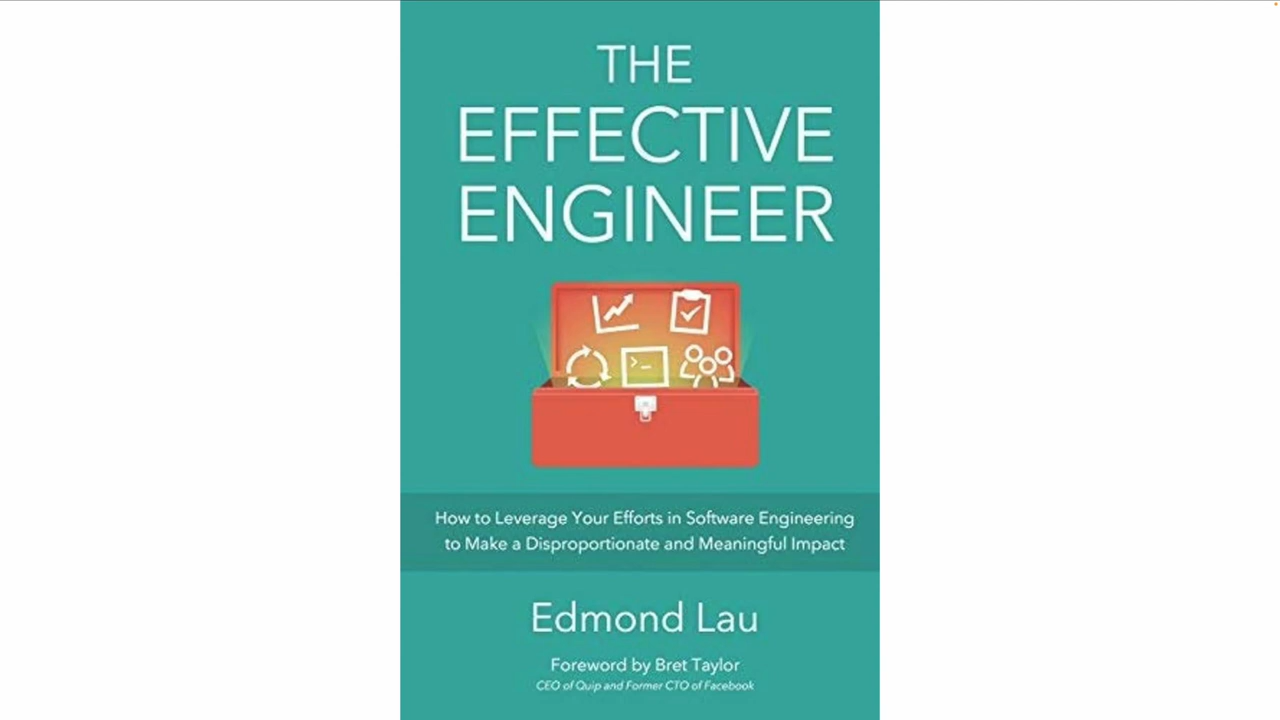 THE
EFFECTIVE
ENGINEER
>_
How to Leverage Your Efforts in Software Engineering
to Make a Disproportionate and Meaningful Impact
Edmond Lau
Foreword by Bret Taylor
CEO of Quip and Former CTO of Facebook